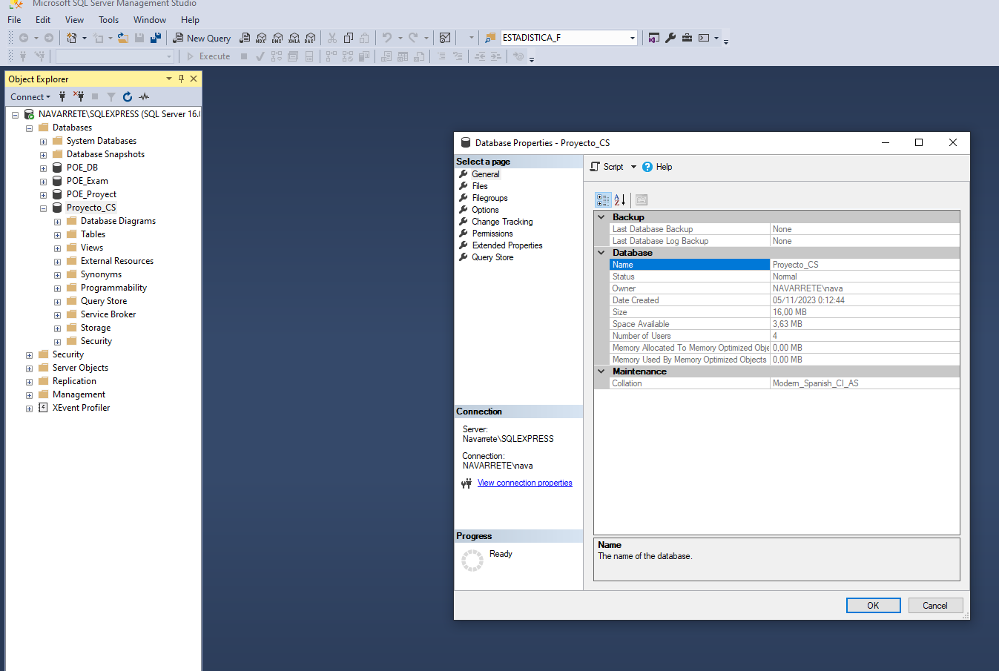 Microsoft SQL Server Management Studio
File Edit View Tools Window Help
New Query MDX DMX XMLA DAX ESTADISTICA_F
Execute
Object Explorer
Connect
NAVARRETE\SQLEXPRESS (SQL Server 16.0
Databases
System Databases
Database Snapshots
POE_DB
POE_Exam
POE_Proyect
Proyecto_CS
Database Diagrams
Tables
Views
External Resources
Synonyms
Programmability
Query Store
Service Broker
Storage
Security
Security
Server Objects
Replication
Management
XEvent Profiler
Database Properties - Proyecto_CS
Select a page
General
Files
Filegroups
Options
Change Tracking
Permissions
Extended Properties
Query Store
Connection
Server:
Navarrete\SQLEXPRESS
Connection:
NAVARRETE\nava
View connection properties
Progress
Ready
Script Help
Backup
Last Database Backup None
Last Database Log Backup None
Database
Name Proyecto_CS
Status Normal
Owner NAVARRETE\nava
Date Created 05/11/2023 0:12:44
Size 16,00 MB
Space Available 3,63 MB
Number of Users 4
Memory Allocated To Memory Optimized Obje 0,00 MB
Memory Used By Memory Optimized Objects 0,00 MB
Maintenance
Collation Modern_Spanish_CI_AS
Name
The name of the database.
OK Cancel